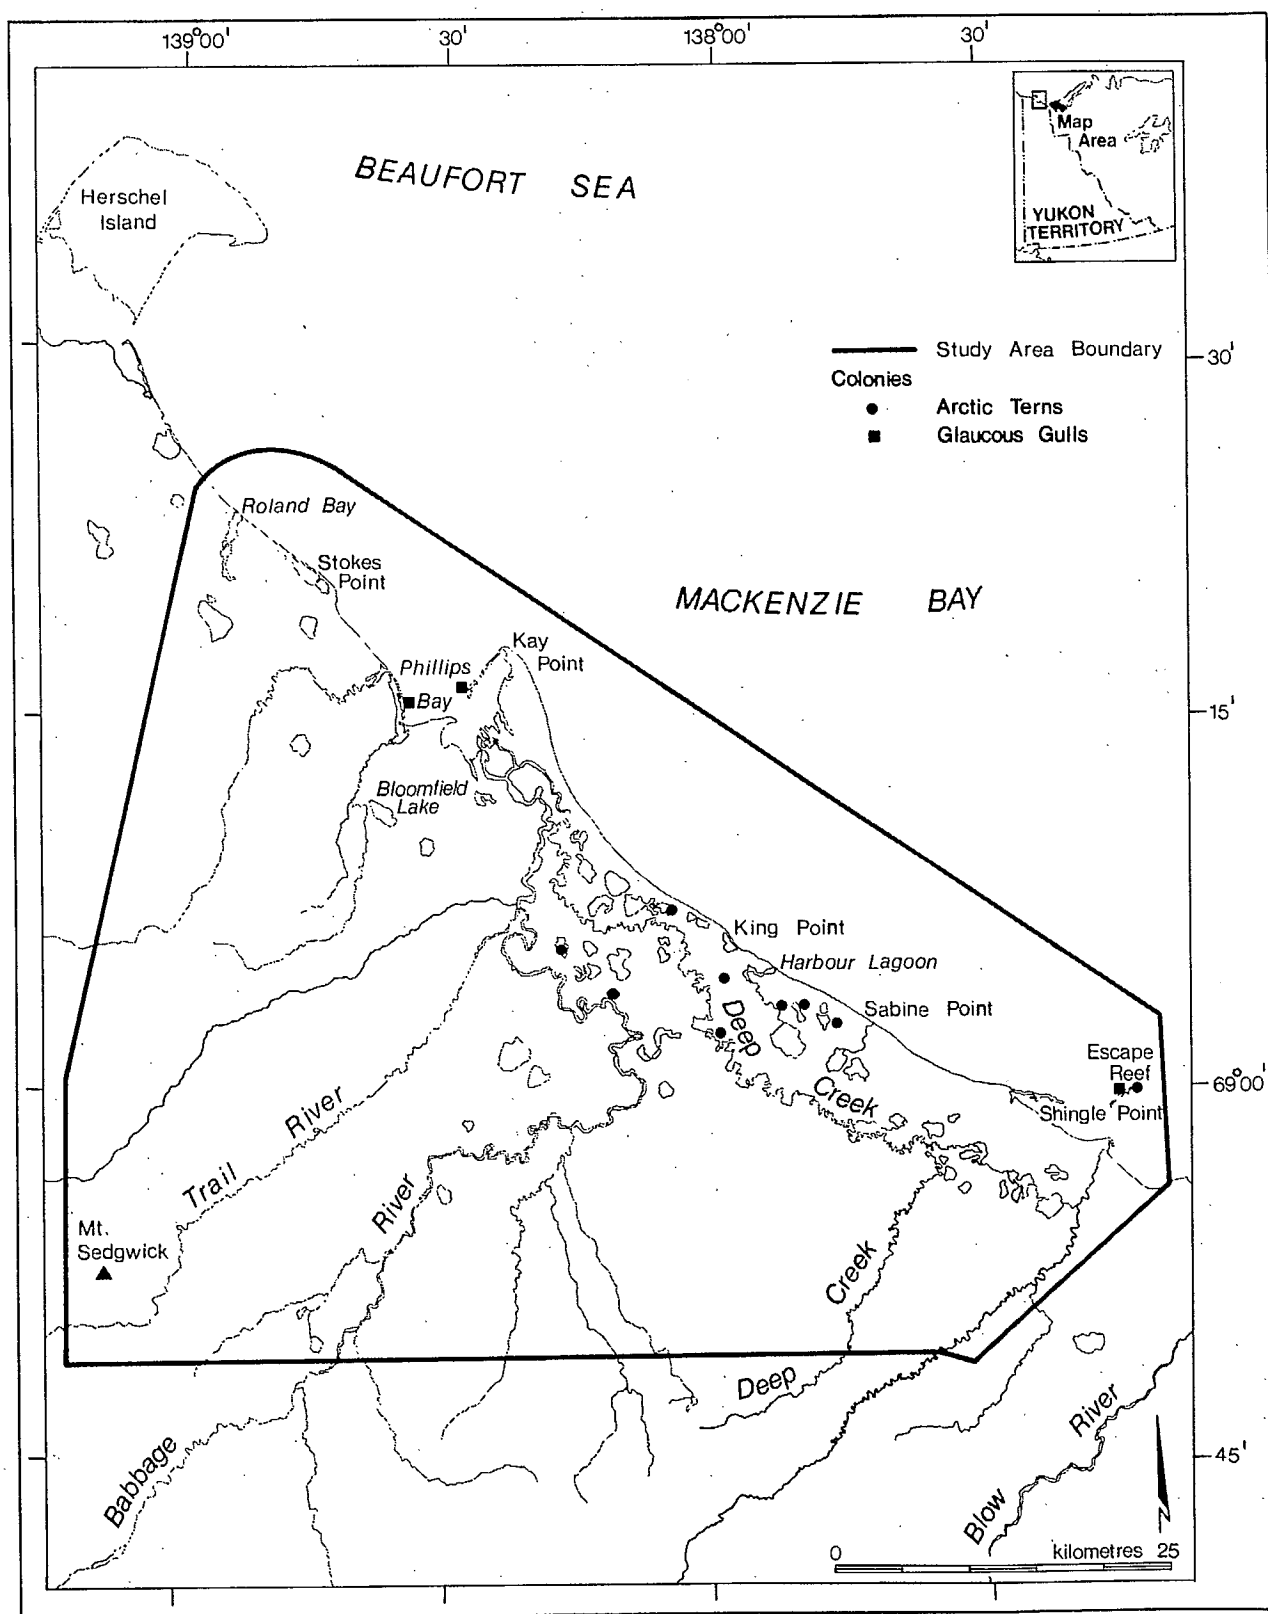 139°00'
30'
138°00'
30'
Map
Area
YUKON
TERRITORY
BEAUFORT SEA
Herschel
Island
Study Area Boundary
30'
Colonies
Arctic Terns
Glaucous Gulls
Roland Bay
Stokes
Point
MACKENZIE BAY
Kay
Point
Phillips
Bay
15'
Bloomfield
Lake
King Point
Harbour Lagoon
Sabine Point
Deep
Creek
Escape
Reef
69°00'
Shingle Point
Trail River
River
Mt.
Sedgwick
Creek
Deep
Babbage
Blow River
45'
N
0 kilometres 25